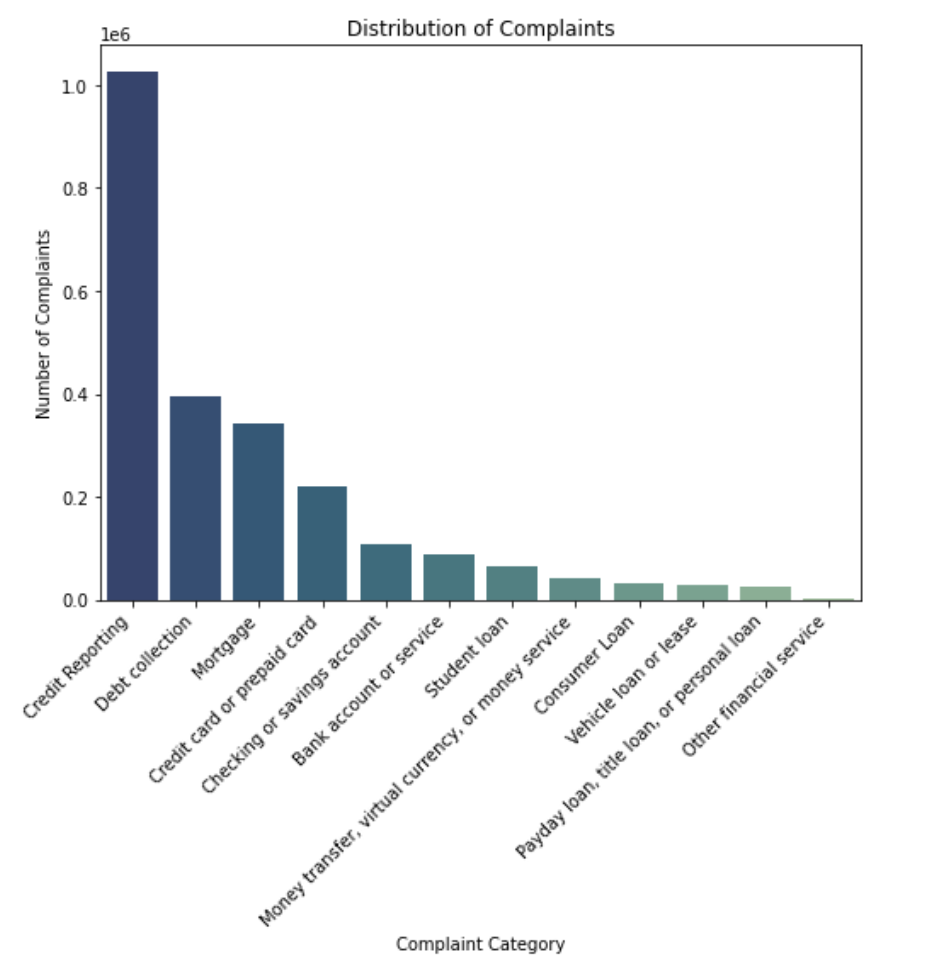 Distribution of Complaints
1e6
1.0
0.8
0.6
0.4
0.2
0.0
Number of Complaints
Credit Reporting
Debt collection
Mortgage
Credit card or prepaid card
Checking or savings account
Bank account or service
Student loan
Money transfer, virtual currency, or money service
Consumer Loan
Vehicle loan or lease
Payday loan, title loan, or personal loan
Other financial service
Complaint Category